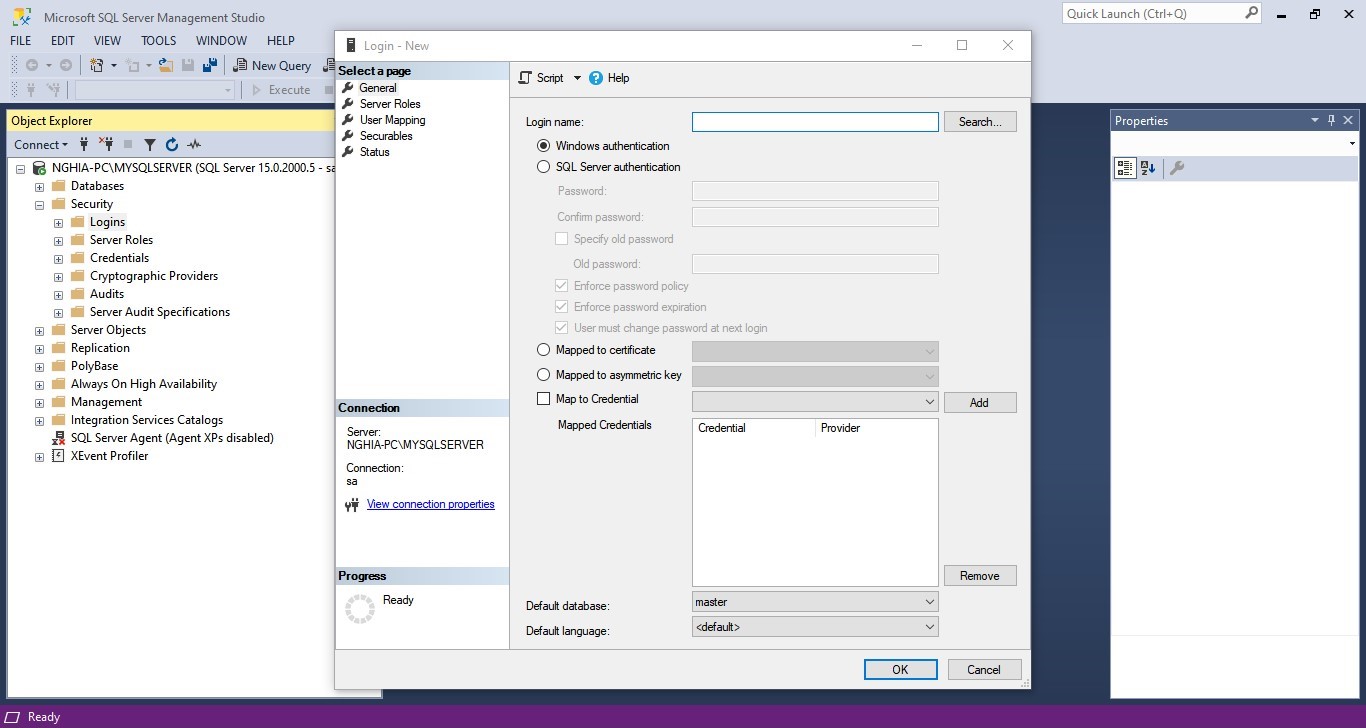 Microsoft SQL Server Management Studio
Quick Launch (Ctrl+Q)
FILE EDIT VIEW TOOLS WINDOW HELP
New Query
Execute
Object Explorer
Connect
NGHIA-PC\MYSQLSERVER (SQL Server 15.0.2000.5 - sa
Databases
Security
Logins
Server Roles
Credentials
Cryptographic Providers
Audits
Server Audit Specifications
Server Objects
Replication
PolyBase
Always On High Availability
Management
Integration Services Catalogs
SQL Server Agent (Agent XPs disabled)
XEvent Profiler
Login - New
Select a page
General
Server Roles
User Mapping
Securables
Status
Connection
Server:
NGHIA-PC\MYSQLSERVER
Connection:
sa
View connection properties
Progress
Ready
Script Help
Login name: Search...
Windows authentication
SQL Server authentication
Password:
Confirm password:
Specify old password
Old password:
Enforce password policy
Enforce password expiration
User must change password at next login
Mapped to certificate
Mapped to asymmetric key
Map to Credential Add
Mapped Credentials Credential Provider
Remove
Default database: master
Default language: <default>
OK Cancel
Properties
Ready